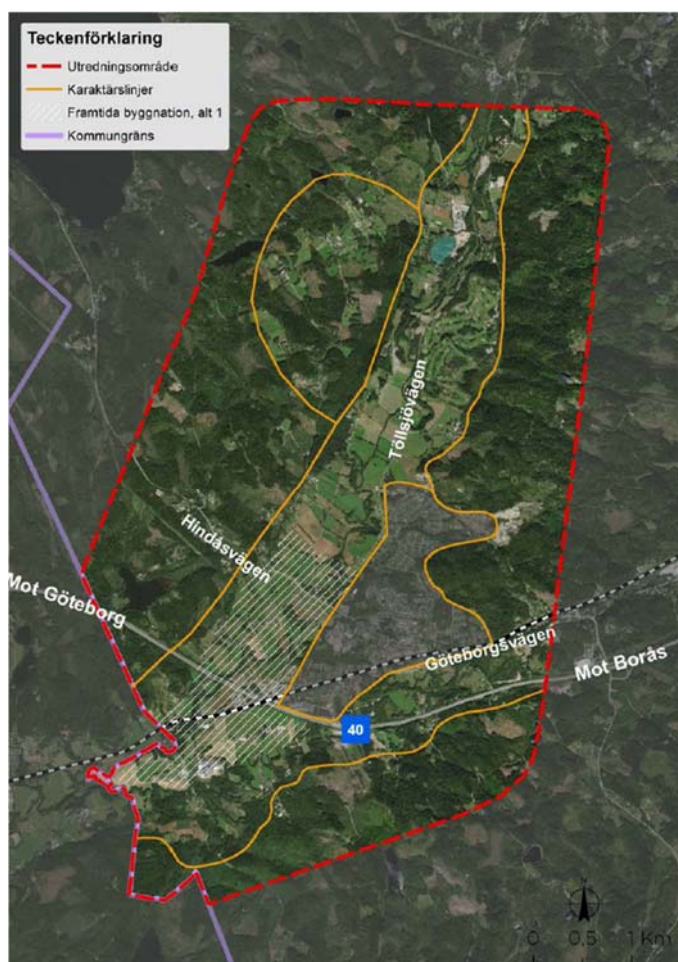 Teckenförklaring
Utredningsområde
Karaktärslinjer
Framtida byggnation, alt 1
Kommungräns
Töllsjövägen
Hindåsvägen
Mot Göteborg
Göteborgsvägen
Mot Borås
40
N
0 0,5 1 Km